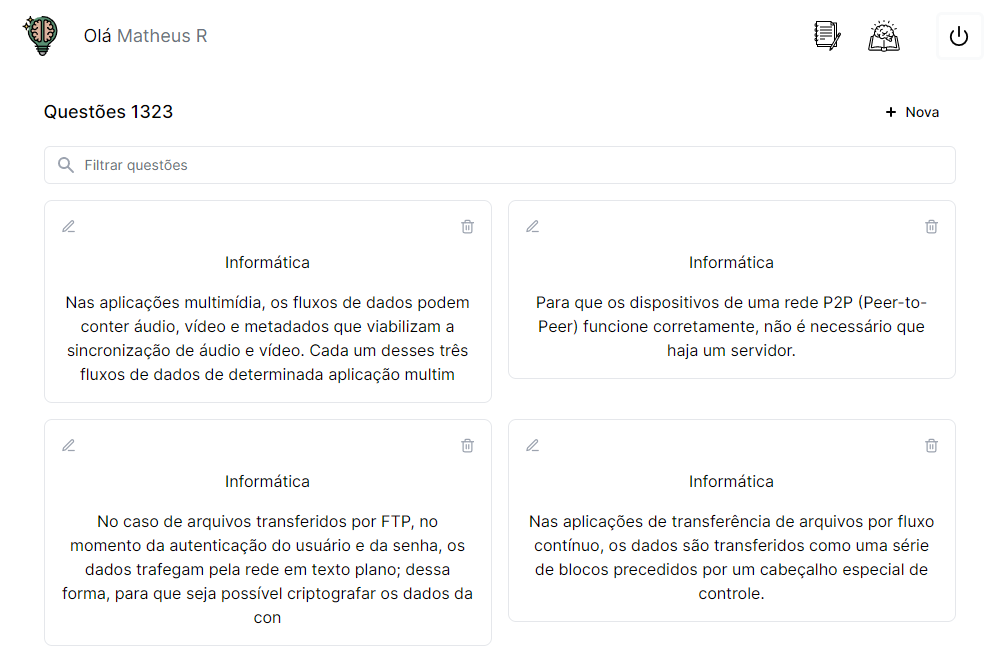 Olá Matheus R
Questões 1323
+ Nova
Filtrar questões
Informática
Nas aplicações multimídia, os fluxos de dados podem
conter áudio, vídeo e metadados que viabilizam a
sincronização de áudio e vídeo. Cada um desses três
fluxos de dados de determinada aplicação multim
Informática
Para que os dispositivos de uma rede P2P (Peer-to-
Peer) funcione corretamente, não é necessário que
haja um servidor.
Informática
No caso de arquivos transferidos por FTP, no
momento da autenticação do usuário e da senha, os
dados trafegam pela rede em texto plano; dessa
forma, para que seja possível criptografar os dados da
con
Informática
Nas aplicações de transferência de arquivos por fluxo
contínuo, os dados são transferidos como uma série
de blocos precedidos por um cabeçalho especial de
controle.